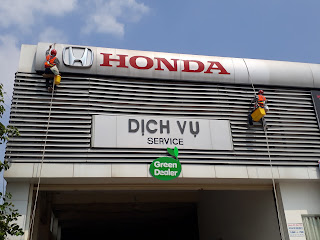 HONDA
DỊCH VỤ
SERVICE
Green
Dealer